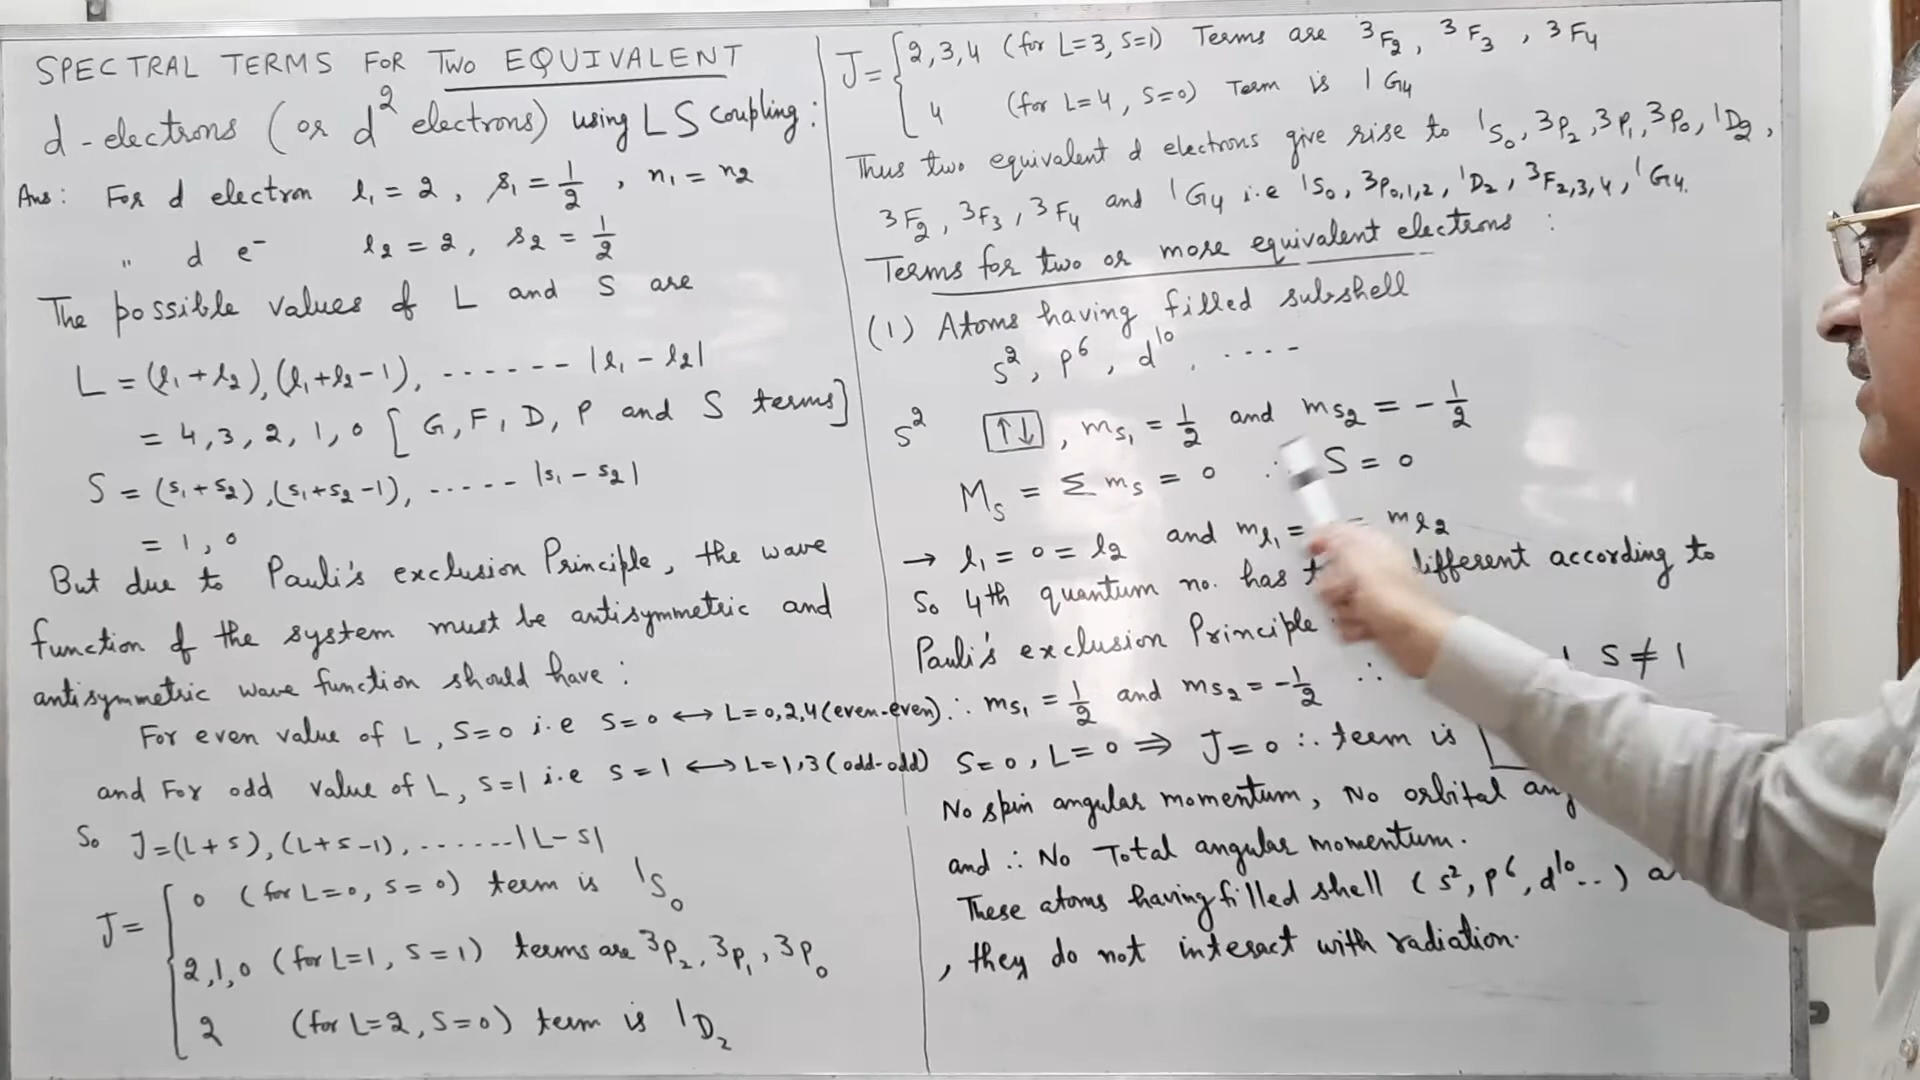 SPECTRAL TERMS FOR TWO EQUIVALENT
d-electrons (or d² electrons) using LS coupling:
Ans: For d electron l₁ = 2, s₁ = 1/2, n₁ = n₂
" d e⁻ l₂ = 2, s₂ = 1/2
The possible values of L and S are
L = (l₁+l₂), (l₁+l₂-1), ------ |l₁ - l₂|
= 4, 3, 2, 1, 0 [G, F, D, P and S terms]
S = (s₁+s₂), (s₁+s₂-1), ----- |s₁ - s₂|
= 1, 0
But due to Pauli's exclusion Principle, the wave
function of the system must be antisymmetric and
antisymmetric wave function should have:
For even value of L, S=0 i.e S=0 ↔ L=0,2,4 (even-even)
and For odd value of L, S=1 i.e S=1 ↔ L=1,3 (odd-odd)
So J=(L+S), (L+S-1), ......|L-S|
J= { 0 (for L=0, S=0) term is ¹S₀
2,1,0 (for L=1, S=1) terms are ³P₂, ³P₁, ³P₀
2 (for L=2, S=0) term is ¹D₂
J= { 2,3,4 (for L=3, S=1) Terms are ³F₂, ³F₃, ³F₄
4 (for L=4, S=0) Term is ¹G₄
Thus two equivalent d electrons give rise to ¹S₀, ³P₂, ³P₁, ³P₀, ¹D₂,
³F₂, ³F₃, ³F₄ and ¹G₄ i.e ¹S₀, ³P₀,₁,₂, ¹D₂, ³F₂,₃,₄, ¹G₄.
Terms for two or more equivalent electrons :
(1) Atoms having filled subshell
s², p⁶, d¹⁰, ----
s² [↑↓], mₛ₁ = 1/2 and mₛ₂ = -1/2
Mₛ = Σ mₛ = 0 ∴ S = 0
→ l₁ = 0 = l₂ and mₗ₁ = = mₗ₂
So 4th quantum no. has different according to
Pauli's exclusion Principle.
∴ mₛ₁ = 1/2 and mₛ₂ = -1/2 ∴ S ≠ 1
S=0, L=0 ⇒ J=0 ∴ term is
No spin angular momentum, No orbital
and ∴ No Total angular momentum.
These atoms having filled shell (s², p⁶, d¹⁰..)
, they do not interact with radiation.